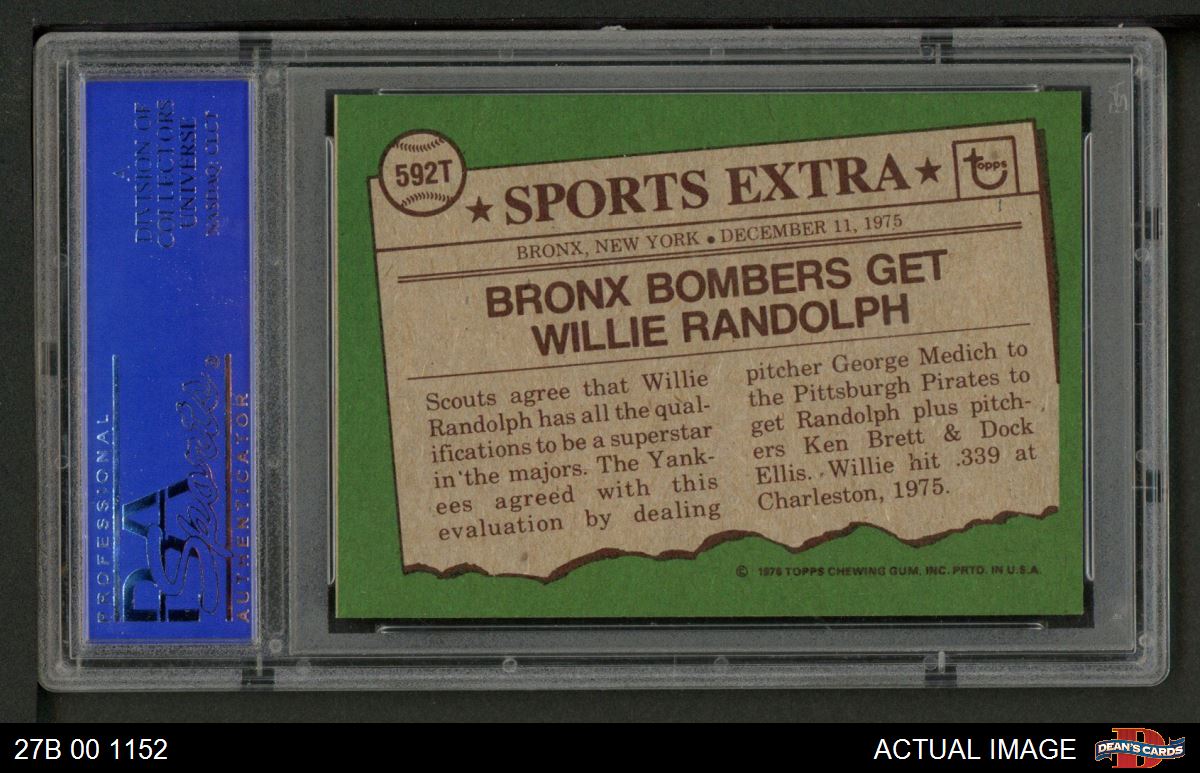 A
DIVISION OF
COLLECTORS
UNIVERSE
NASDAQ: CLCT
PROFESSIONAL
PSA
Sports
AUTHENTICATOR
592T
★ SPORTS EXTRA ★
topps
BRONX, NEW YORK • DECEMBER 11, 1975
BRONX BOMBERS GET
WILLIE RANDOLPH
Scouts agree that Willie
Randolph has all the qual-
ifications to be a superstar
in the majors. The Yank-
ees agreed with this
evaluation by dealing
pitcher George Medich to
the Pittsburgh Pirates to
get Randolph plus pitch-
ers Ken Brett & Dock
Ellis. Willie hit .339 at
Charleston, 1975.
© 1976 TOPPS CHEWING GUM, INC. PRTD. IN U.S.A.
27B 00 1152
ACTUAL IMAGE
DEAN'S CARDS